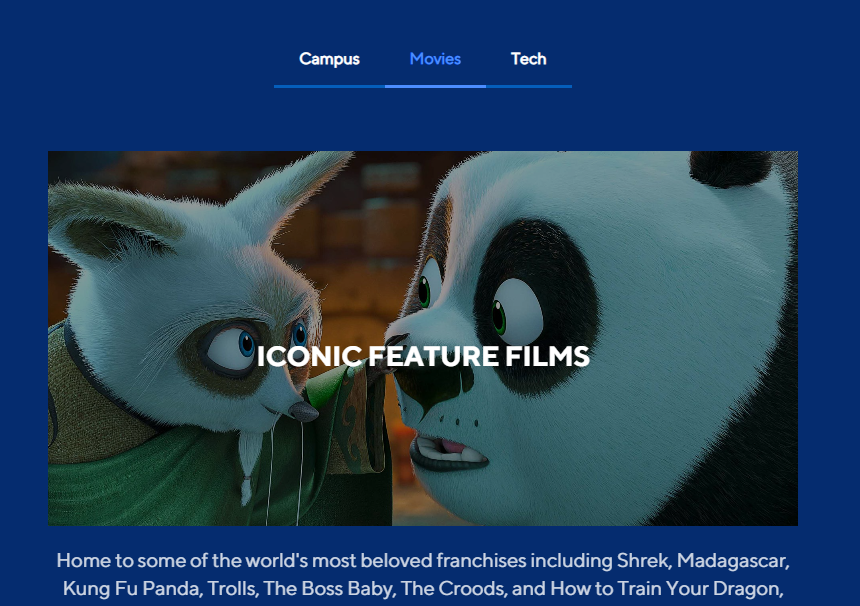 Campus Movies Tech
ICONIC FEATURE FILMS
Home to some of the world's most beloved franchises including Shrek, Madagascar,
Kung Fu Panda, Trolls, The Boss Baby, The Croods, and How to Train Your Dragon,